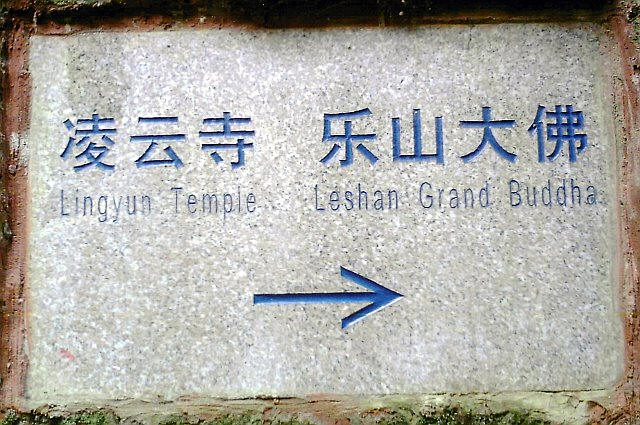 凌云寺 乐山大佛
Lingyun Temple Leshan Grand Buddha